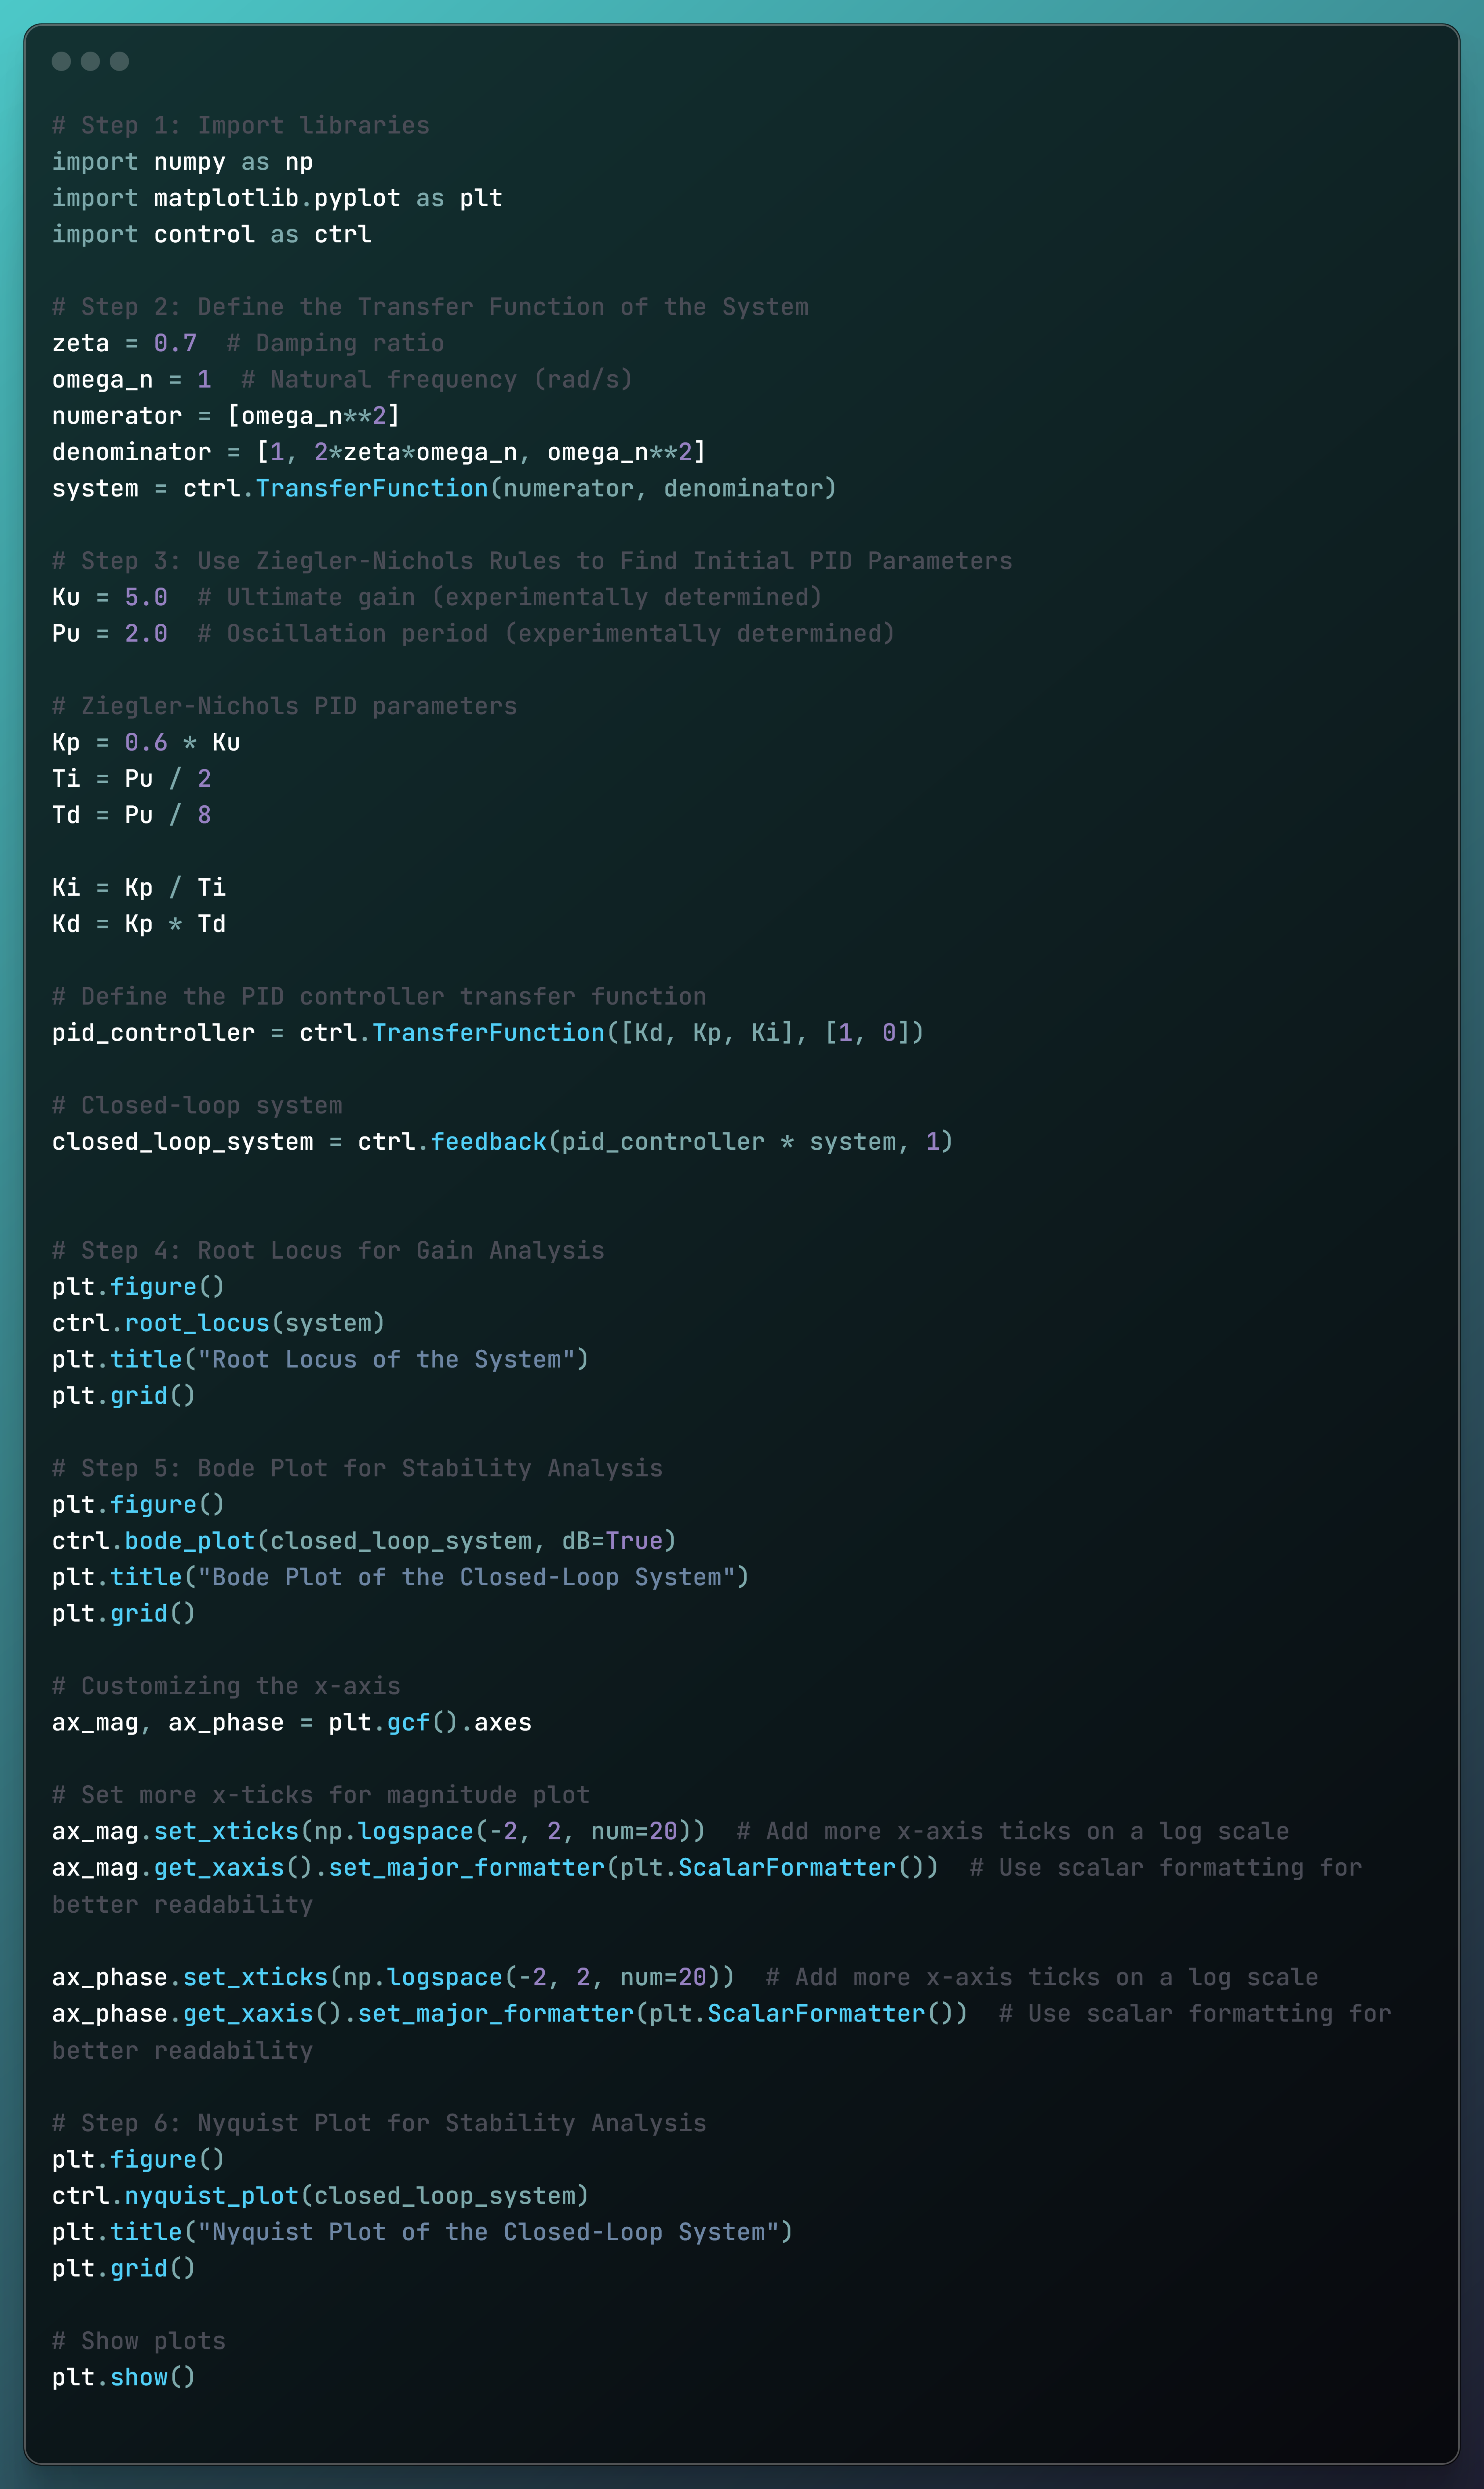 # Step 1: Import libraries
import numpy as np
import matplotlib.pyplot as plt
import control as ctrl
# Step 2: Define the Transfer Function of the System
zeta = 0.7  # Damping ratio
omega_n = 1  # Natural frequency (rad/s)
numerator = [omega_n**2]
denominator = [1, 2*zeta*omega_n, omega_n**2]
system = ctrl.TransferFunction(numerator, denominator)
# Step 3: Use Ziegler-Nichols Rules to Find Initial PID Parameters
Ku = 5.0  # Ultimate gain (experimentally determined)
Pu = 2.0  # Oscillation period (experimentally determined)
# Ziegler-Nichols PID parameters
Kp = 0.6 * Ku
Ti = Pu / 2
Td = Pu / 8
Ki = Kp / Ti
Kd = Kp * Td
# Define the PID controller transfer function
pid_controller = ctrl.TransferFunction([Kd, Kp, Ki], [1, 0])
# Closed-loop system
closed_loop_system = ctrl.feedback(pid_controller * system, 1)
# Step 4: Root Locus for Gain Analysis
plt.figure()
ctrl.root_locus(system)
plt.title("Root Locus of the System")
plt.grid()
# Step 5: Bode Plot for Stability Analysis
plt.figure()
ctrl.bode_plot(closed_loop_system, dB=True)
plt.title("Bode Plot of the Closed-Loop System")
plt.grid()
# Customizing the x-axis
ax_mag, ax_phase = plt.gcf().axes
# Set more x-ticks for magnitude plot
ax_mag.set_xticks(np.logspace(-2, 2, num=20))  # Add more x-axis ticks on a log scale
ax_mag.get_xaxis().set_major_formatter(plt.ScalarFormatter())  # Use scalar formatting for
better readability
ax_phase.set_xticks(np.logspace(-2, 2, num=20))  # Add more x-axis ticks on a log scale
ax_phase.get_xaxis().set_major_formatter(plt.ScalarFormatter())  # Use scalar formatting for
better readability
# Step 6: Nyquist Plot for Stability Analysis
plt.figure()
ctrl.nyquist_plot(closed_loop_system)
plt.title("Nyquist Plot of the Closed-Loop System")
plt.grid()
# Show plots
plt.show()